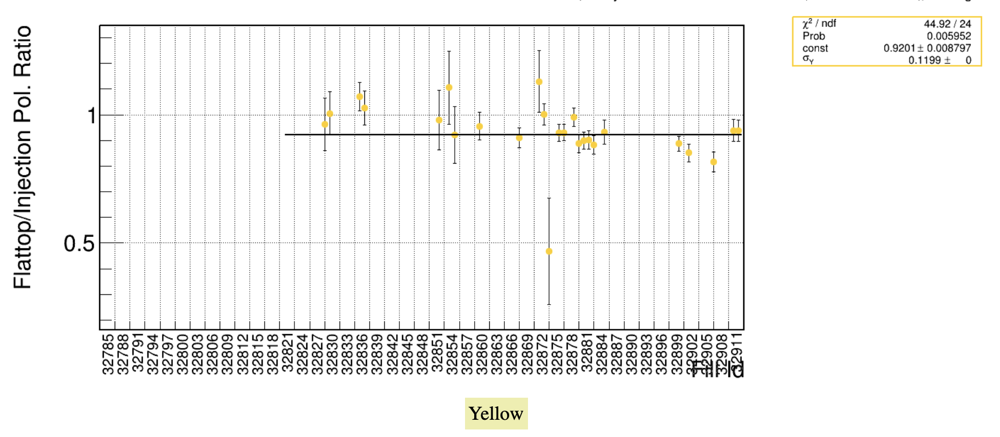 χ² / ndf 44.92 / 24
Prob 0.005952
const 0.9201 ± 0.008797
σY 0.1199 ± 0
Flattop/Injection Pol. Ratio
1
0.5
32785 32788 32791 32794 32797 32800 32803 32806 32809 32812 32815 32818 32821 32824 32827 32830 32833 32836 32839 32842 32845 32848 32851 32854 32857 32860 32863 32866 32869 32872 32875 32878 32881 32884 32887 32890 32893 32896 32899 32902 32905 32908 32911
Fill Id
Yellow